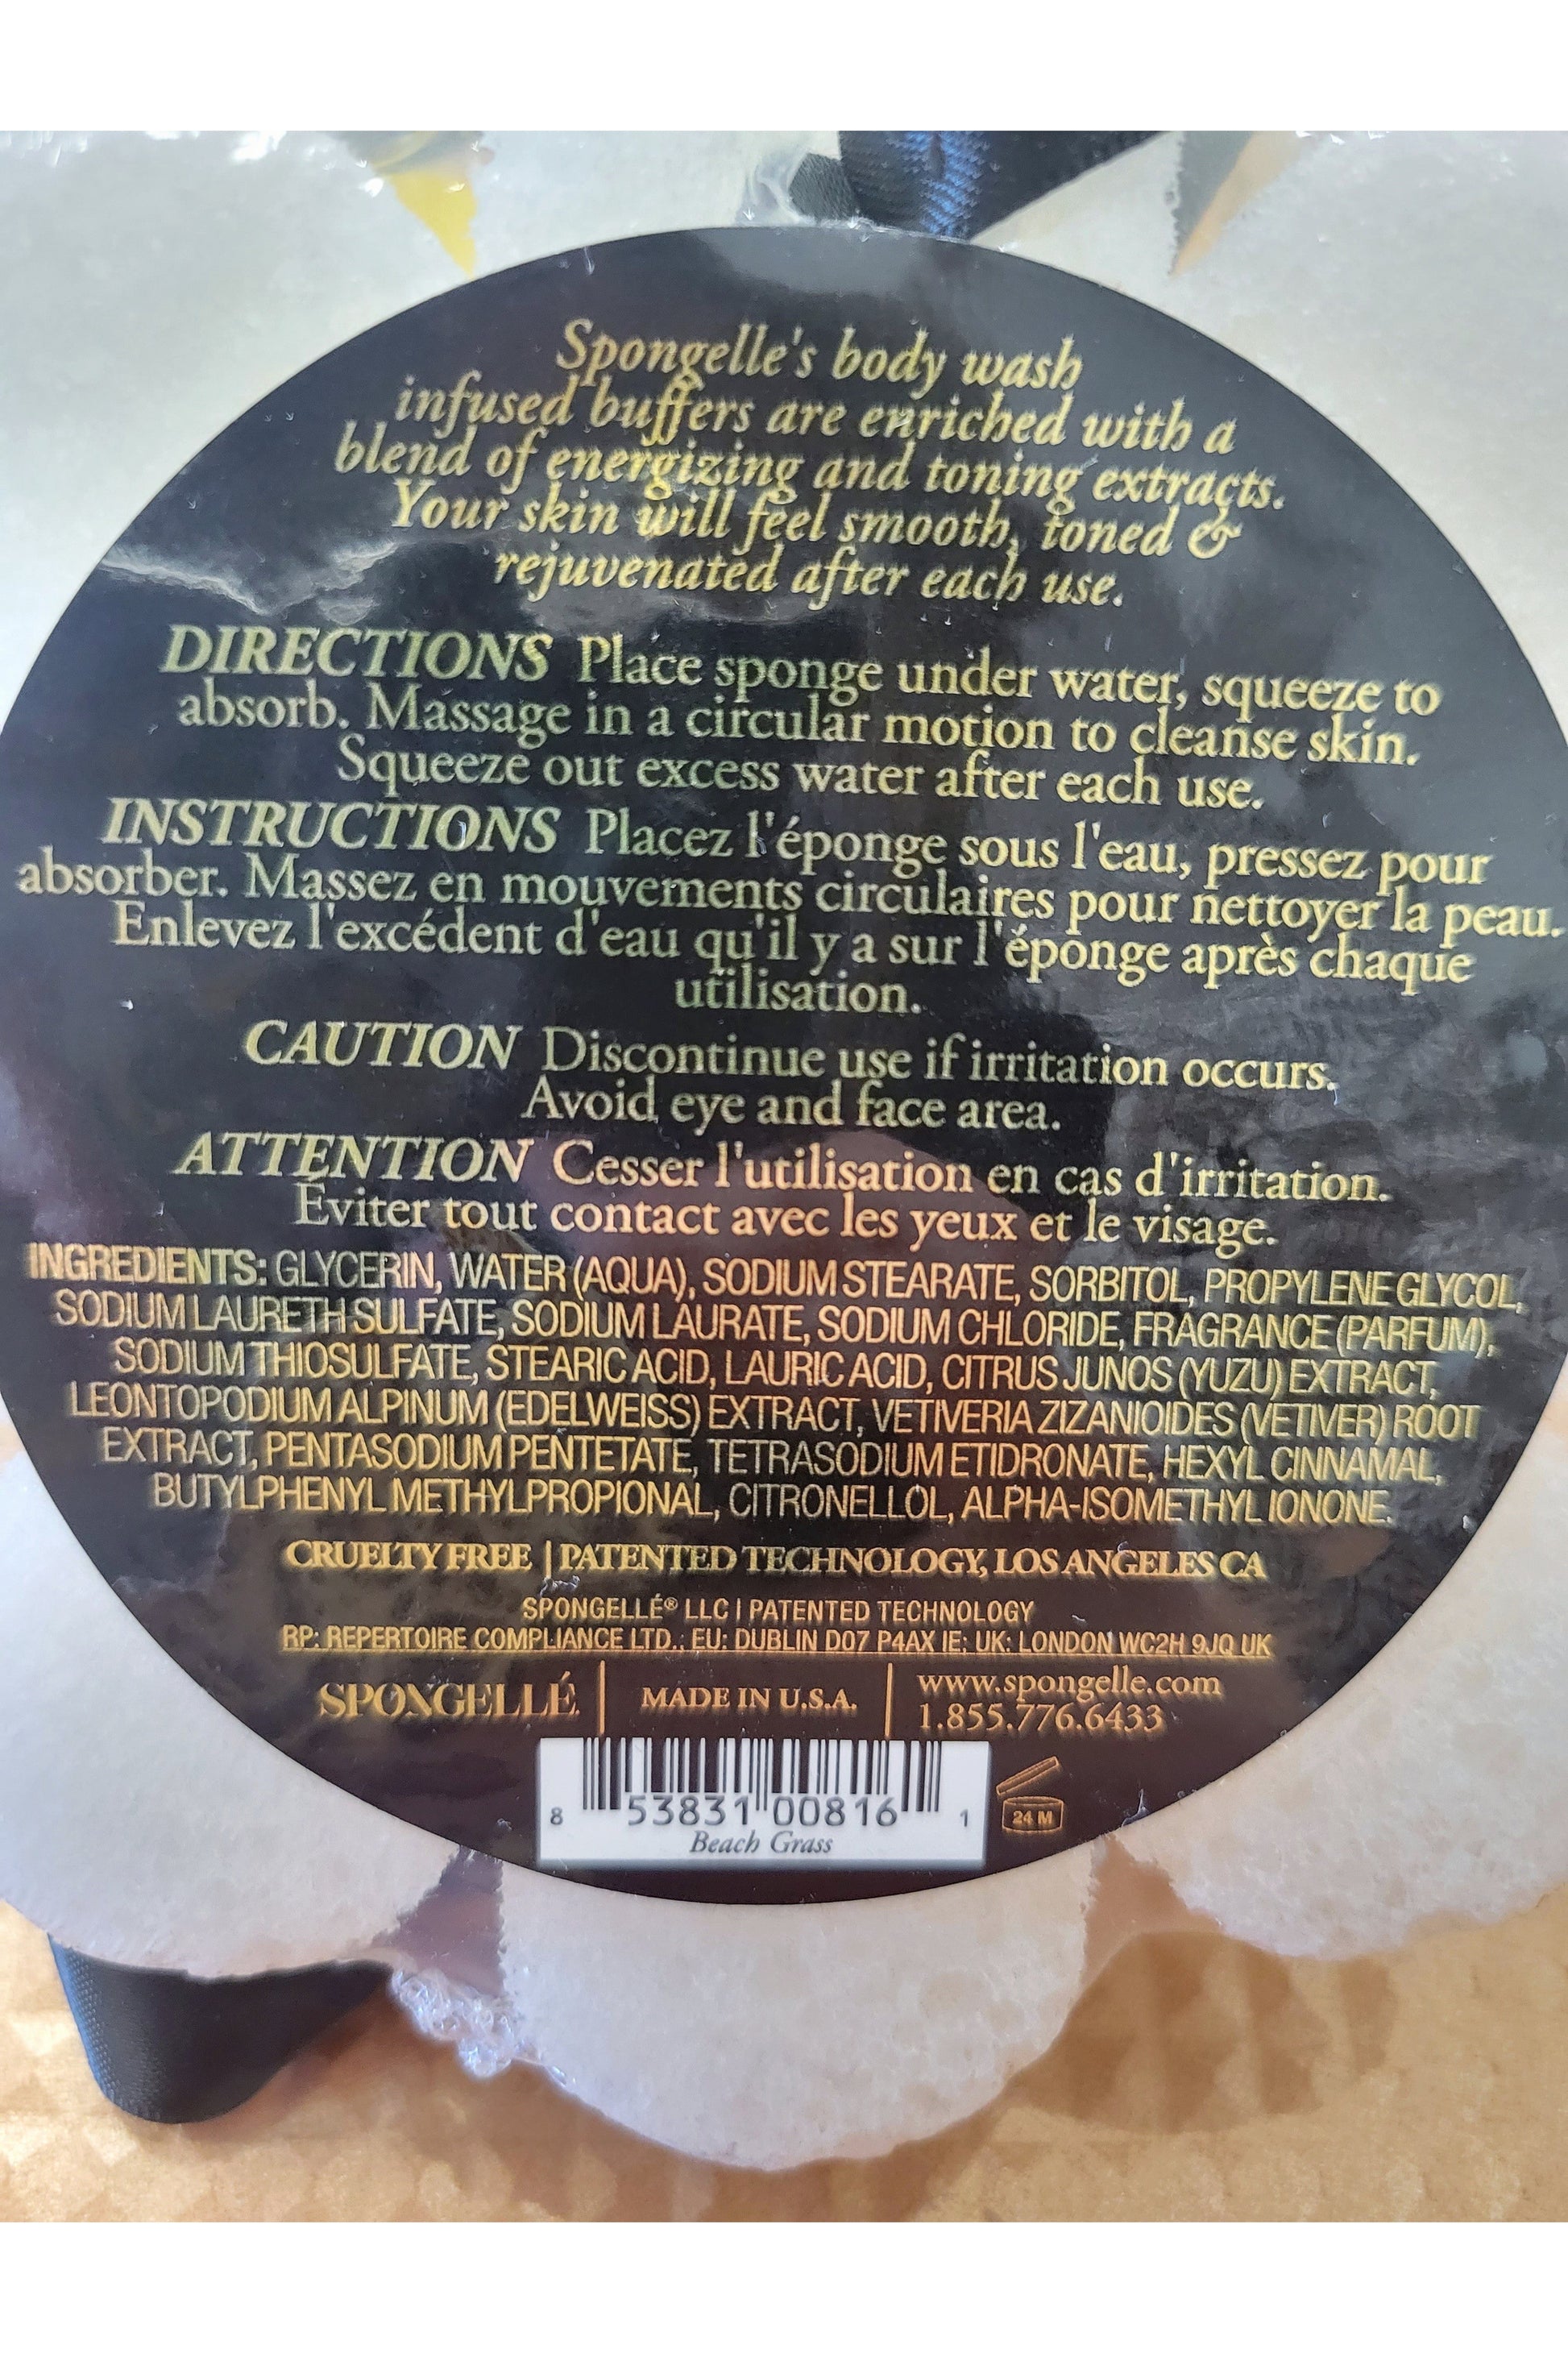 Spongelle's body wash
infused buffers are enriched with a
blend of energizing and toning extracts.
Your skin will feel smooth, toned &
rejuvenated after each use.
DIRECTIONS Place sponge under water, squeeze to
absorb. Massage in a circular motion to cleanse skin.
Squeeze out excess water after each use.
INSTRUCTIONS Placez l'éponge sous l'eau, pressez pour
absorber. Massez en mouvements circulaires pour nettoyer la peau.
Enlevez l'excédent d'eau qu'il y a sur l'éponge après chaque
utilisation.
CAUTION Discontinue use if irritation occurs.
Avoid eye and face area.
ATTENTION Cesser l'utilisation en cas d'irritation.
Éviter tout contact avec les yeux et le visage.
INGREDIENTS: GLYCERIN, WATER (AQUA), SODIUM STEARATE, SORBITOL, PROPYLENE GLYCOL,
SODIUM LAURETH SULFATE, SODIUM LAURATE, SODIUM CHLORIDE, FRAGRANCE (PARFUM),
SODIUM THIOSULFATE, STEARIC ACID, LAURIC ACID, CITRUS JUNOS (YUZU) EXTRACT,
LEONTOPODIUM ALPINUM (EDELWEISS) EXTRACT, VETIVERIA ZIZANIOIDES (VETIVER) ROOT
EXTRACT, PENTASODIUM PENTETATE, TETRASODIUM ETIDRONATE, HEXYL CINNAMAL,
BUTYLPHENYL METHYLPROPIONAL, CITRONELLOL, ALPHA-ISOMETHYL IONONE.
CRUELTY FREE | PATENTED TECHNOLOGY, LOS ANGELES CA
SPONGELLÉ® LLC | PATENTED TECHNOLOGY
RP: REPERTOIRE COMPLIANCE LTD.: EU: DUBLIN D07 P4AX IE; UK: LONDON WC2H 9JQ UK
SPONGELLÉ | MADE IN U.S.A. | www.spongelle.com
1.855.776.6433
8 53831 00816 1
24 M
Beach Grass